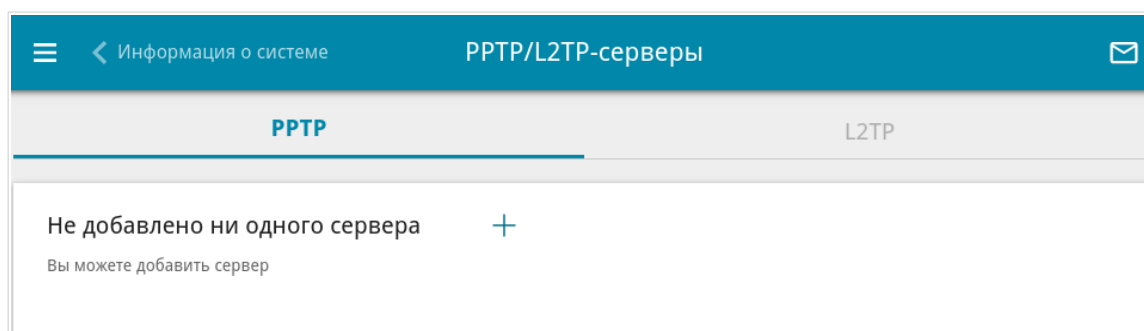 Информация о системе
PPTP/L2TP-серверы
PPTP
L2TP
Не добавлено ни одного сервера
Вы можете добавить сервер